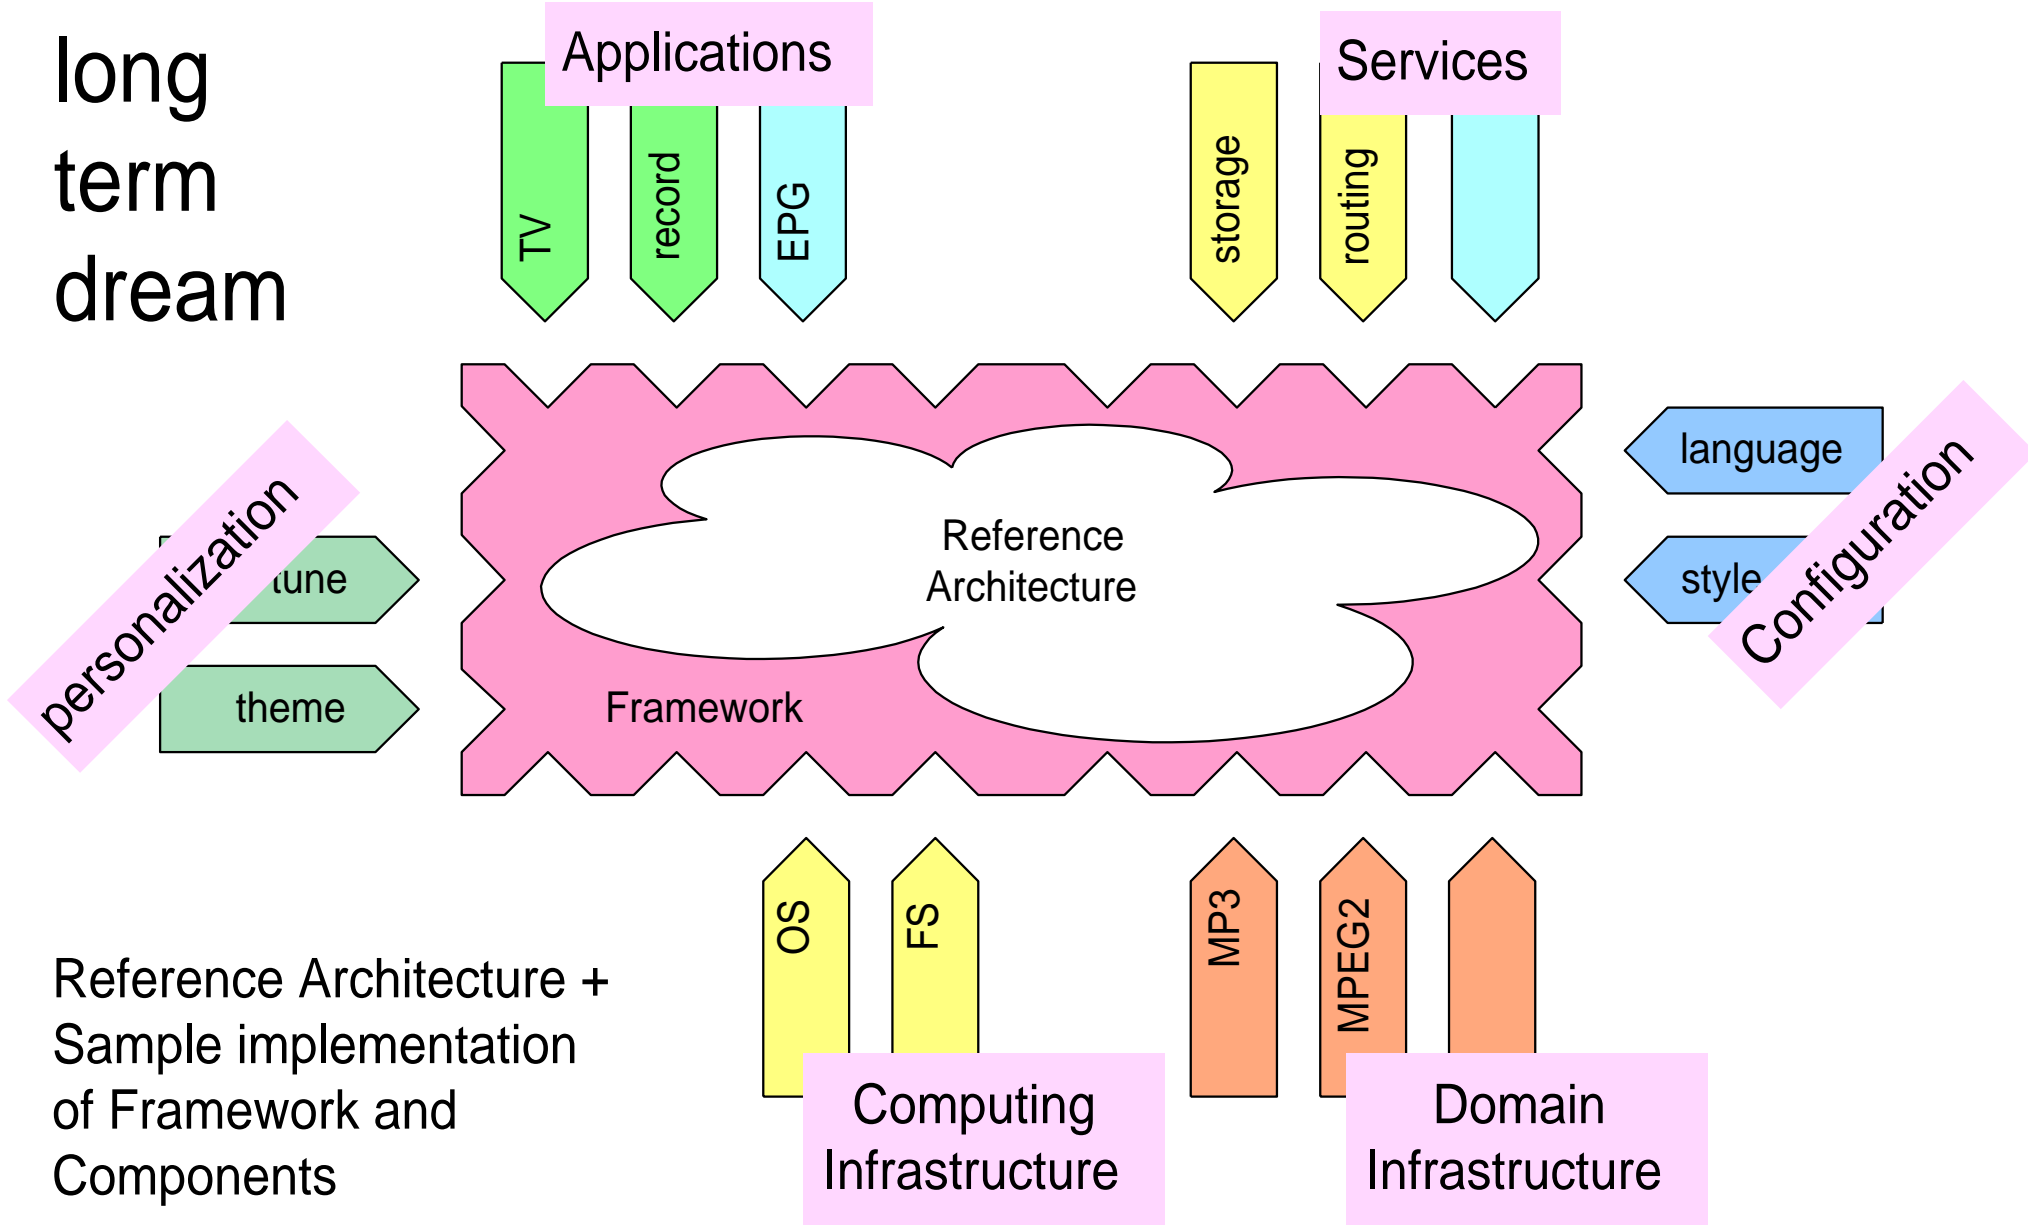 long
term
dream
Applications
Services
TV
record
EPG
storage
routing
personalization
tune
theme
Reference
Architecture
Framework
language
style
Configuration
OS
FS
MP3
MPEG2
Computing
Infrastructure
Domain
Infrastructure
Reference Architecture +
Sample implementation
of Framework and
Components